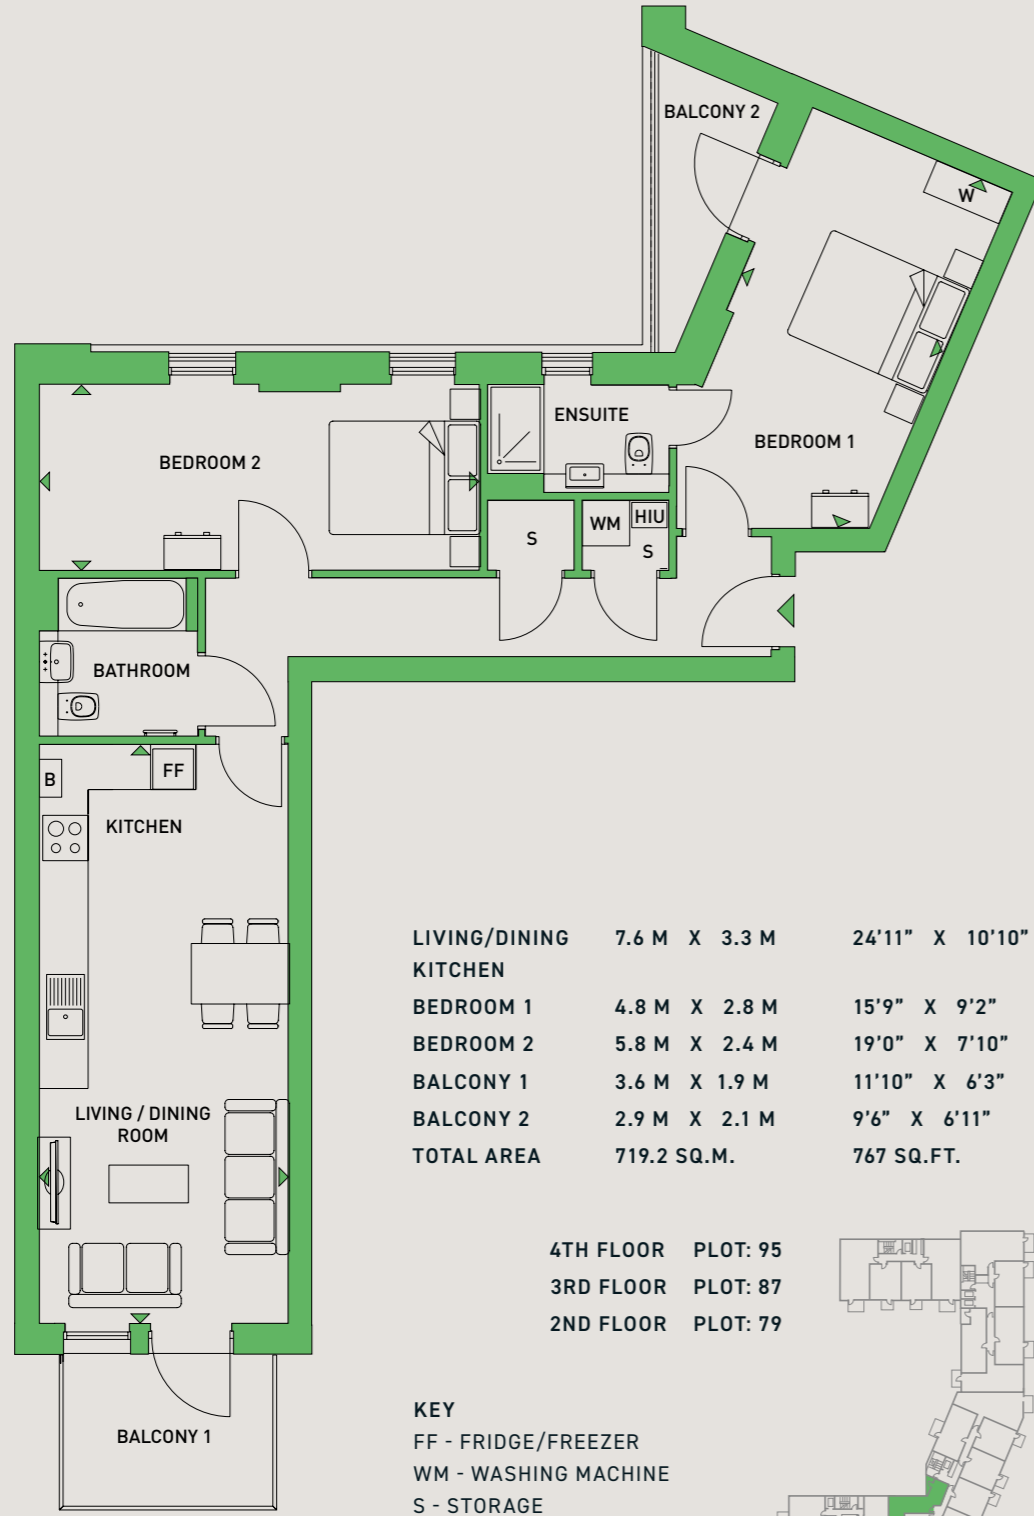 BALCONY 2
W
ENSUITE
BEDROOM 1
BEDROOM 2
S
WM
HIU
S
BATHROOM
B
FF
KITCHEN
LIVING / DINING
ROOM
BALCONY 1
LIVING/DINING 7.6 M X 3.3 M 24'11" X 10'10"
KITCHEN
BEDROOM 1 4.8 M X 2.8 M 15'9" X 9'2"
BEDROOM 2 5.8 M X 2.4 M 19'0" X 7'10"
BALCONY 1 3.6 M X 1.9 M 11'10" X 6'3"
BALCONY 2 2.9 M X 2.1 M 9'6" X 6'11"
TOTAL AREA 719.2 SQ.M. 767 SQ.FT.
4TH FLOOR PLOT: 95
3RD FLOOR PLOT: 87
2ND FLOOR PLOT: 79
KEY
FF - FRIDGE/FREEZER
WM - WASHING MACHINE
S - STORAGE